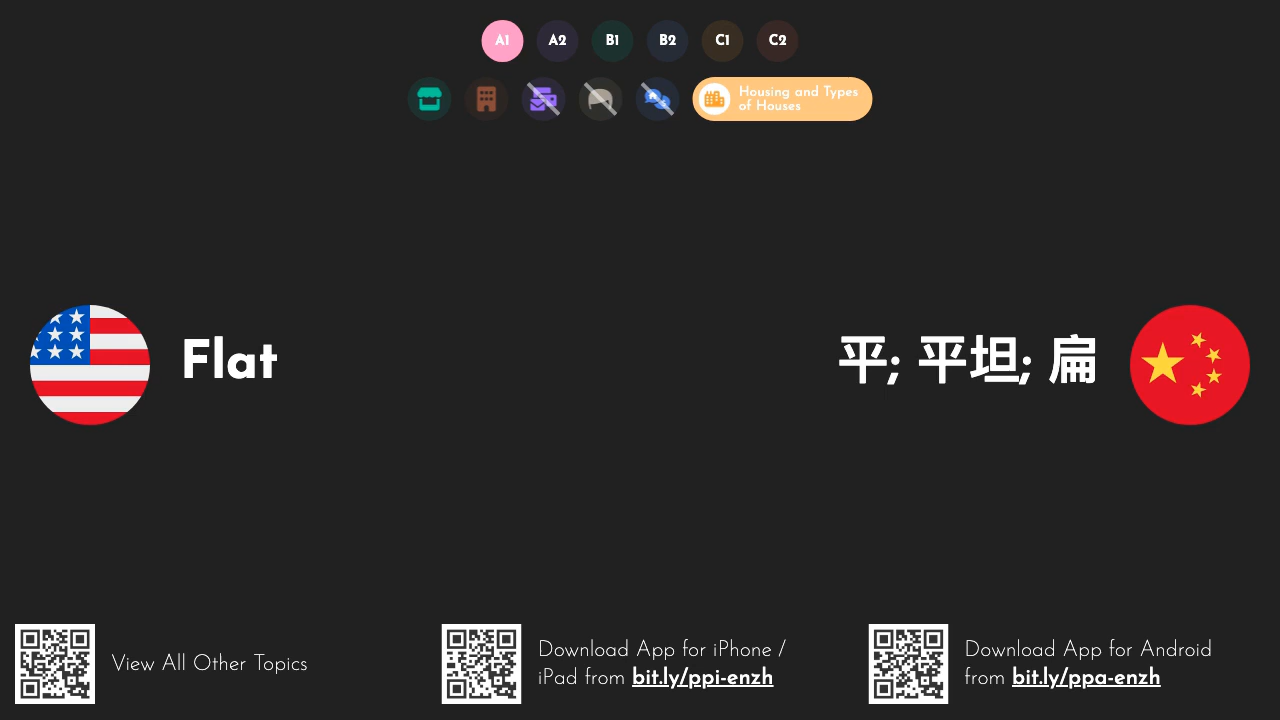 A1 A2 B1 B2 C1 C2
Housing and Types
of Houses
Flat
平; 平坦; 扁
View All Other Topics
Download App for iPhone /
iPad from bit.ly/ppi-enzh
Download App for Android
from bit.ly/ppa-enzh